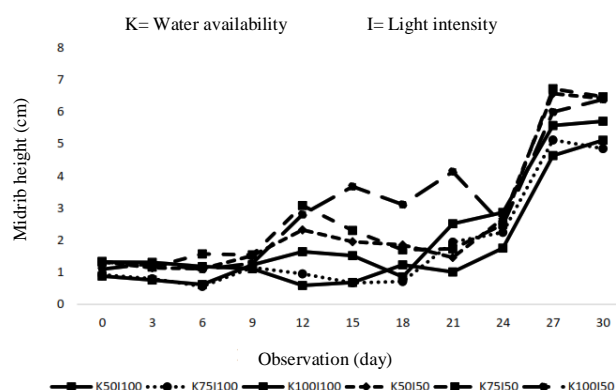 K= Water availability I= Light intensity
Midrib height (cm)
8
7
6
5
4
3
2
1
0
0 3 6 9 12 15 18 21 24 27 30
Observation (day)
K50I100 K75I100 K100I100 K50I50 K75I50 K100I50